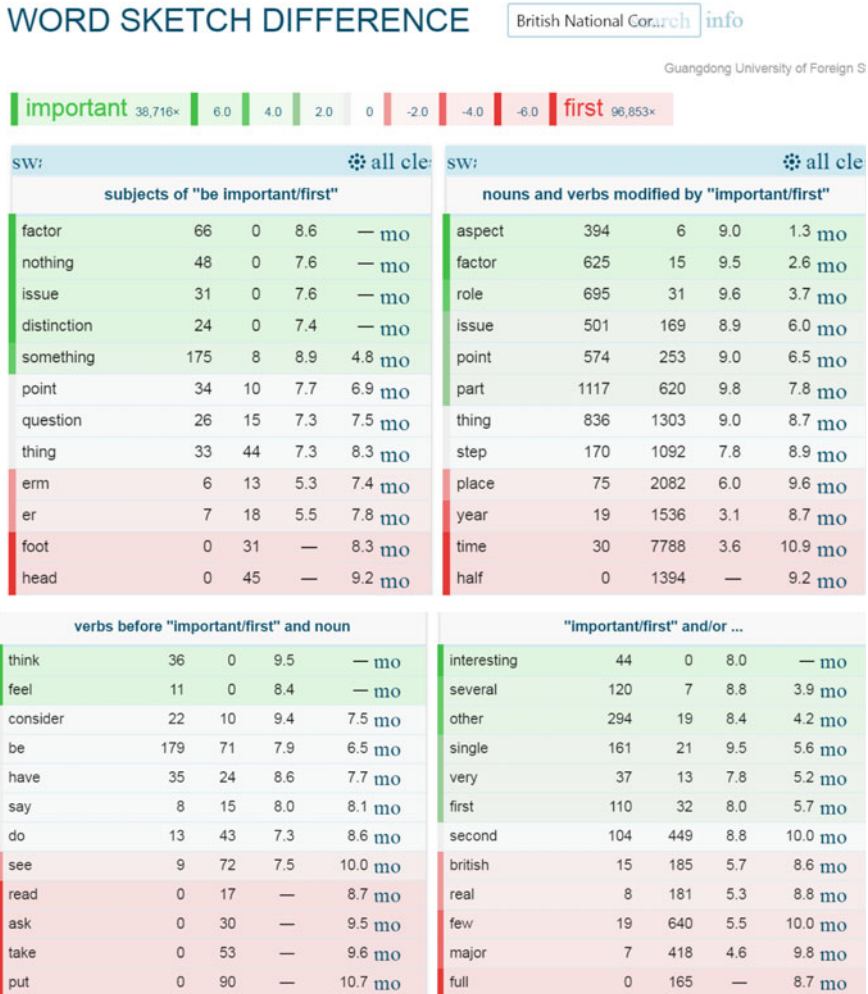 WORD SKETCH DIFFERENCE
British National Cor... search info
Guangdong University of Foreign S
important 38,716× 6.0 4.0 2.0 0 -2.0 -4.0 -6.0 first 96,853×
all cle
all cle
subjects of "be important/first"
factor 66 0 8.6 — mo
nothing 48 0 7.6 — mo
issue 31 0 7.6 — mo
distinction 24 0 7.4 — mo
something 175 8 8.9 4.8 mo
point 34 10 7.7 6.9 mo
question 26 15 7.3 7.5 mo
thing 33 44 7.3 8.3 mo
erm 6 13 5.3 7.4 mo
er 7 18 5.5 7.8 mo
foot 0 31 — 8.3 mo
head 0 45 — 9.2 mo
nouns and verbs modified by "important/first"
aspect 394 6 9.0 1.3 mo
factor 625 15 9.5 2.6 mo
role 695 31 9.6 3.7 mo
issue 501 169 8.9 6.0 mo
point 574 253 9.0 6.5 mo
part 1117 620 9.8 7.8 mo
thing 836 1303 9.0 8.7 mo
step 170 1092 7.8 8.9 mo
place 75 2082 6.0 9.6 mo
year 19 1536 3.1 8.7 mo
time 30 7788 3.6 10.9 mo
half 0 1394 — 9.2 mo
verbs before "important/first" and noun
think 36 0 9.5 — mo
feel 11 0 8.4 — mo
consider 22 10 9.4 7.5 mo
be 179 71 7.9 6.5 mo
have 35 24 8.6 7.7 mo
say 8 15 8.0 8.1 mo
do 13 43 7.3 8.6 mo
see 9 72 7.5 10.0 mo
read 0 17 — 8.7 mo
ask 0 30 — 9.5 mo
take 0 53 — 9.6 mo
put 0 90 — 10.7 mo
"important/first" and/or ...
interesting 44 0 8.0 — mo
several 120 7 8.8 3.9 mo
other 294 19 8.4 4.2 mo
single 161 21 9.5 5.6 mo
very 37 13 7.8 5.2 mo
first 110 32 8.0 5.7 mo
second 104 449 8.8 10.0 mo
british 15 185 5.7 8.6 mo
real 8 181 5.3 8.8 mo
few 19 640 5.5 10.0 mo
major 7 418 4.6 9.8 mo
full 0 165 — 8.7 mo